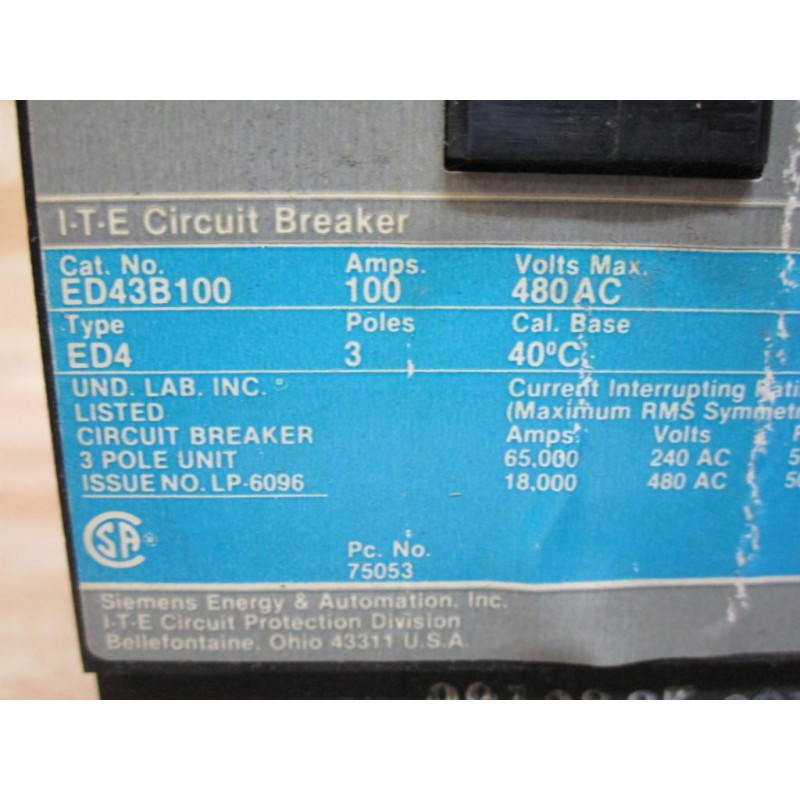 I-T-E Circuit Breaker
Cat. No. Amps. Volts Max.
ED43B100 100 480 AC
Type Poles Cal. Base
ED4 3 40°C
UND. LAB. INC. ®
LISTED
CIRCUIT BREAKER
3 POLE UNIT
ISSUE NO. LP-6096
Current Interrupting
(Maximum RMS
Amps. Volts
65,000 240 AC
18,000 480 AC
CSA ®
Pc. No.
75053
Siemens Energy & Automation, Inc.
I-T-E Circuit Protection Division
Bellefontaine, Ohio 43311 U.S.A.